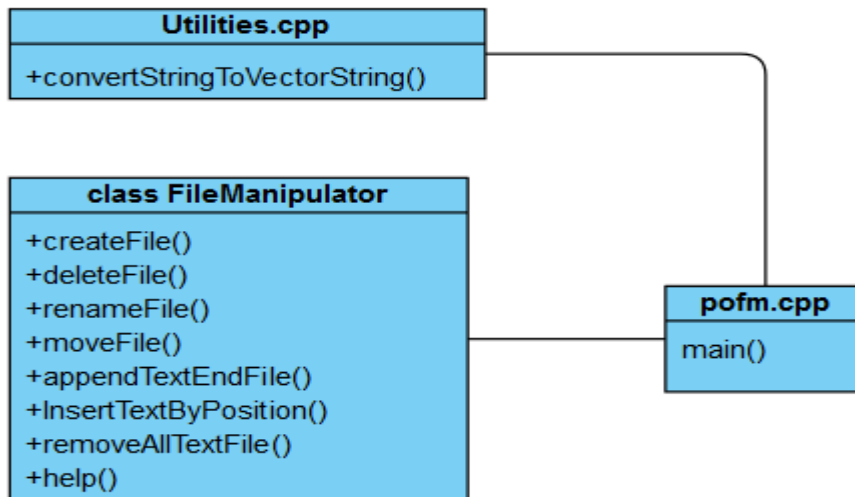 Utilities.cpp
+convertStringToVectorString()
class FileManipulator
+createFile()
+deleteFile()
+renameFile()
+moveFile()
+appendTextEndFile()
+InsertTextByPosition()
+removeAllTextFile()
+help()
pofm.cpp
main()